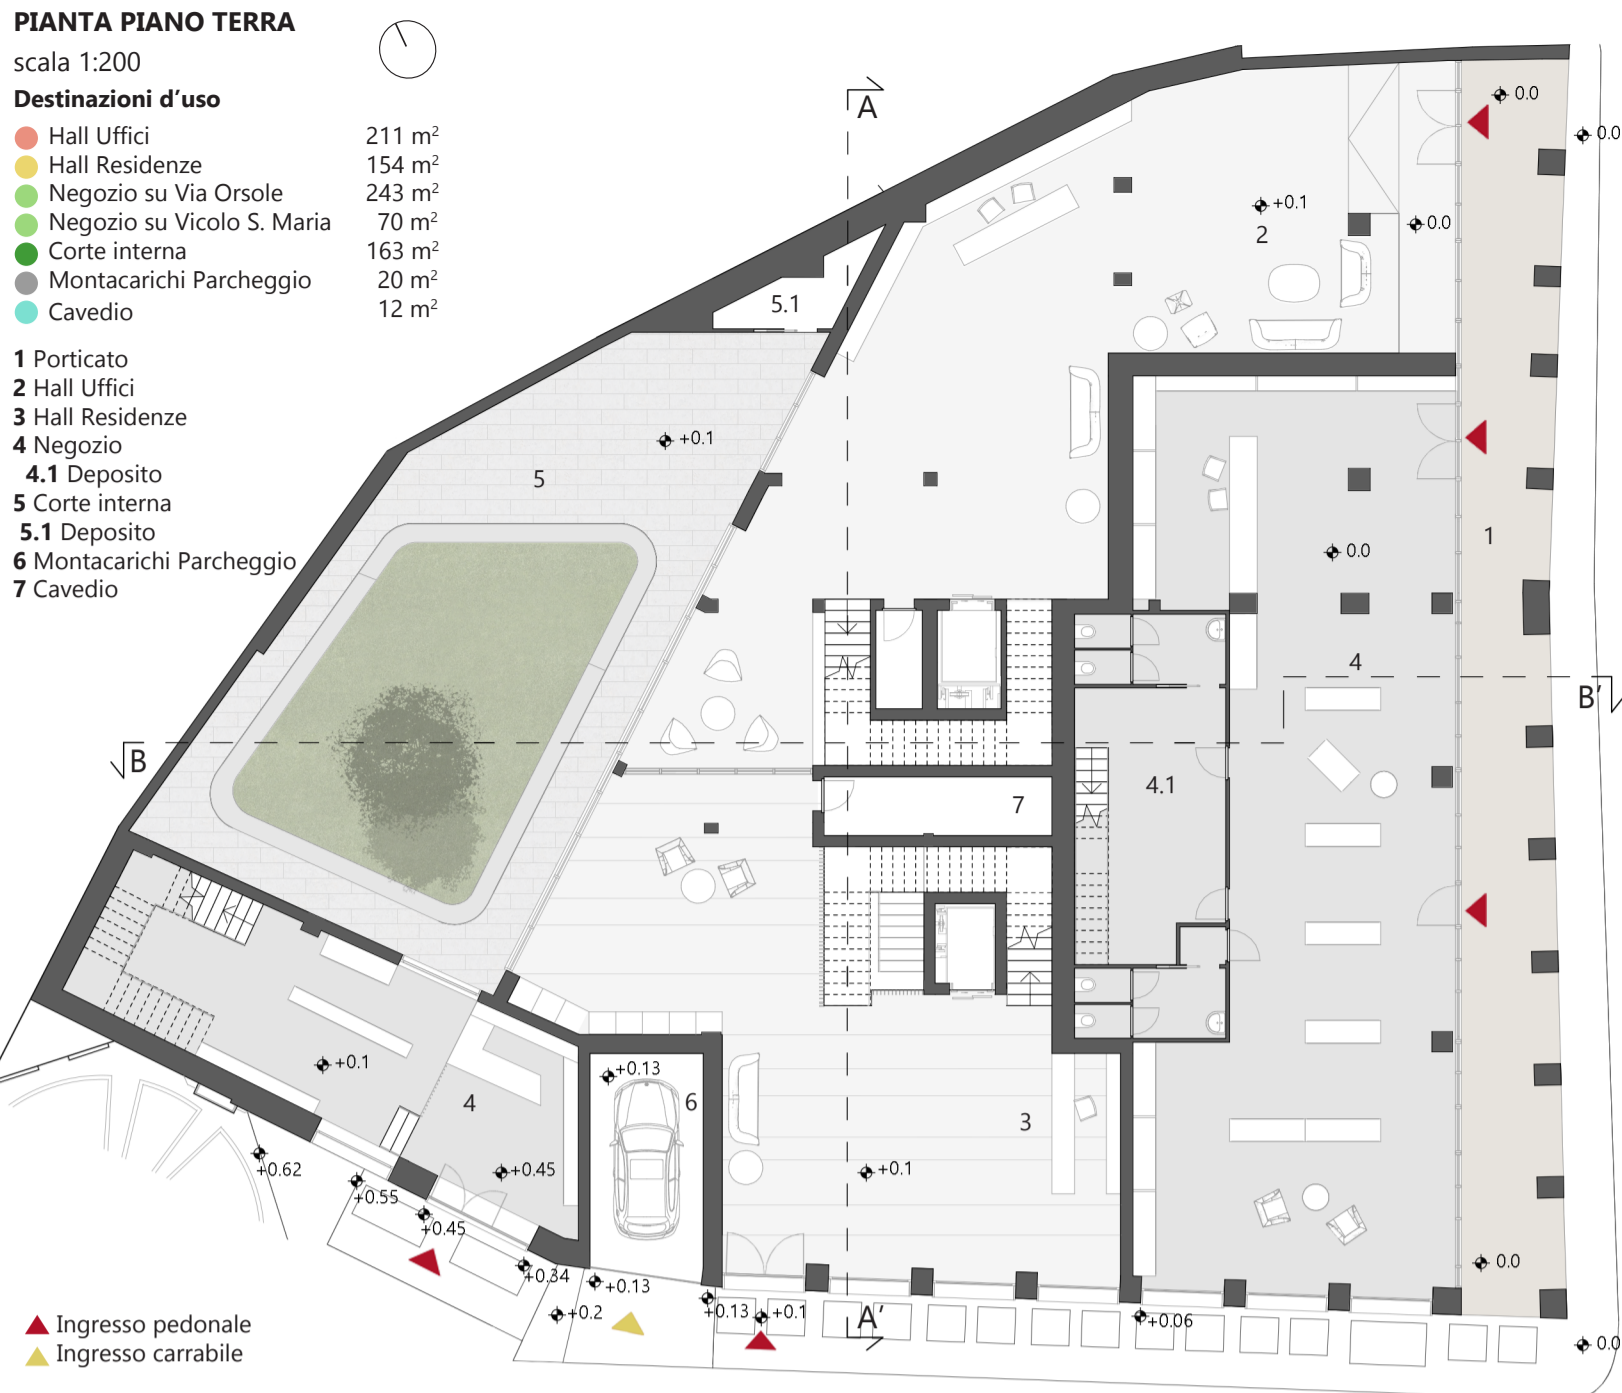 PIANTA PIANO TERRA
scala 1:200
Destinazioni d'uso
Hall Uffici 211 m²
Hall Residenze 154 m²
Negozio su Via Orsole 243 m²
Negozio su Vicolo S. Maria 70 m²
Corte interna 163 m²
Montacarichi Parcheggio 20 m²
Cavedio 12 m²
1 Porticato
2 Hall Uffici
3 Hall Residenze
4 Negozio
4.1 Deposito
5 Corte interna
5.1 Deposito
6 Montacarichi Parcheggio
7 Cavedio
A
0.0
0.0
+0.1
2
0.0
5.1
+0.1
5
1
0.0
4
B'
B
4.1
7
+0.1
+0.13
6
4
3
+0.45
+0.1
+0.62
+0.55
+0.45
+0.34
+0.13
+0.2
+0.13
+0.1
A'
+0.06
0.0
0.0
Ingresso pedonale
Ingresso carrabile